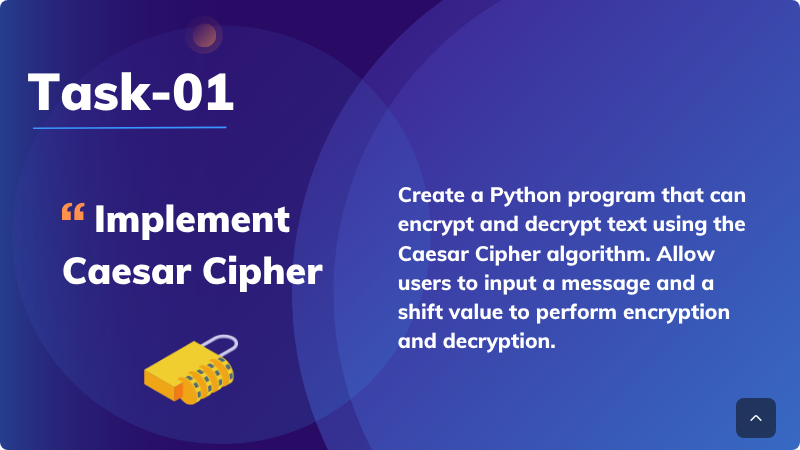 Task-01
“ Implement
Caesar Cipher
Create a Python program that can
encrypt and decrypt text using the
Caesar Cipher algorithm. Allow
users to input a message and a
shift value to perform encryption
and decryption.